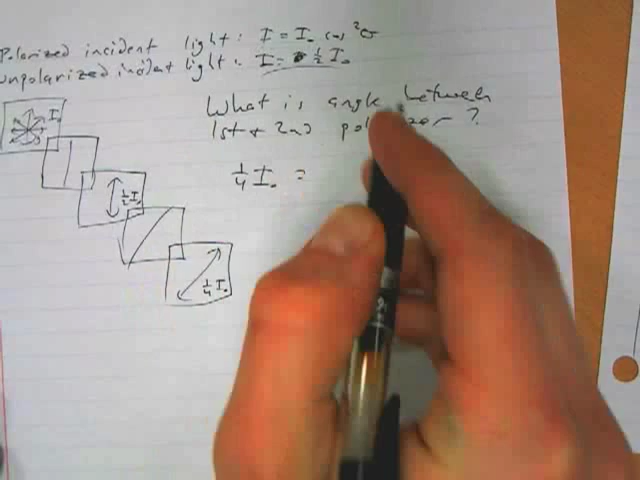 Polarized incident light: I = I₀ cos²θ
unpolarized incident light: I = ½ I₀
I₀
What is angle between
1st + 2nd polarizer?
½ I₀
¼ I₀ =
¼ I₀